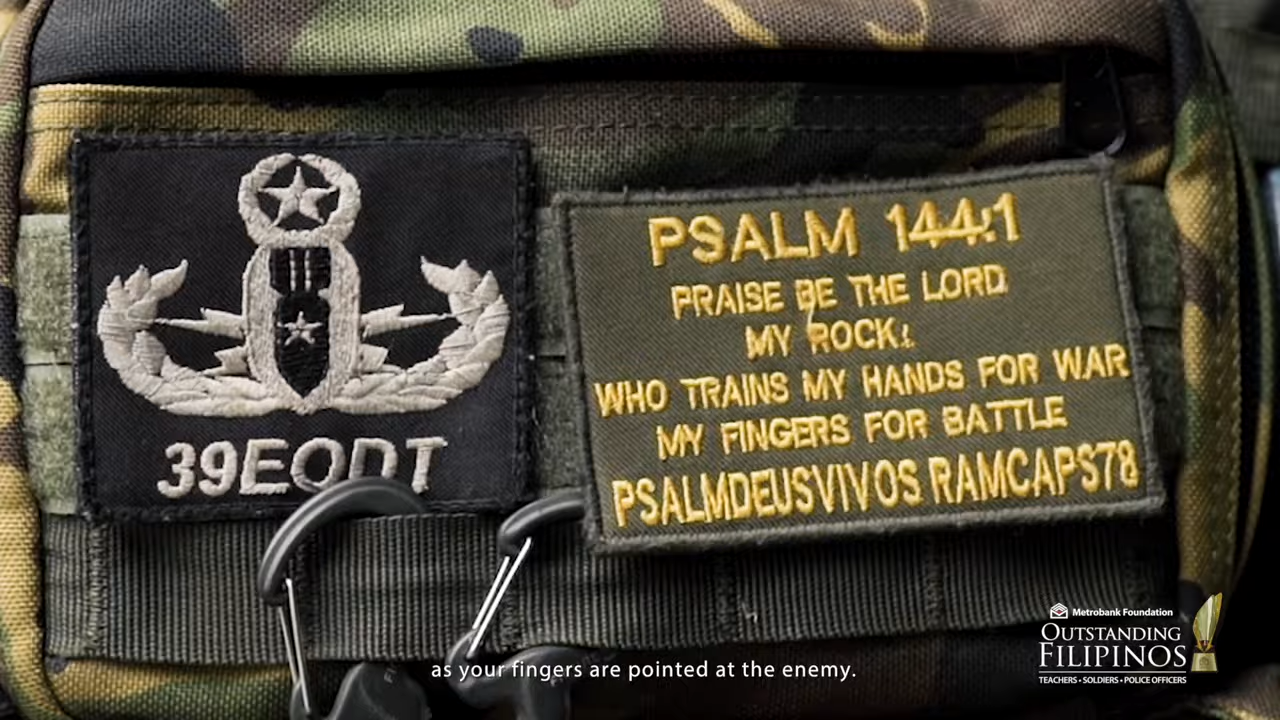 39EODT
PSALM 144:1
PRAISE BE THE LORD
MY ROCK:
WHO TRAINS MY HANDS FOR WAR
MY FINGERS FOR BATTLE
PSALMDEUSVIVOS RAMCAPS78
Metrobank Foundation
OUTSTANDING
FILIPINOS
TEACHERS • SOLDIERS • POLICE OFFICERS
as your fingers are pointed at the enemy.